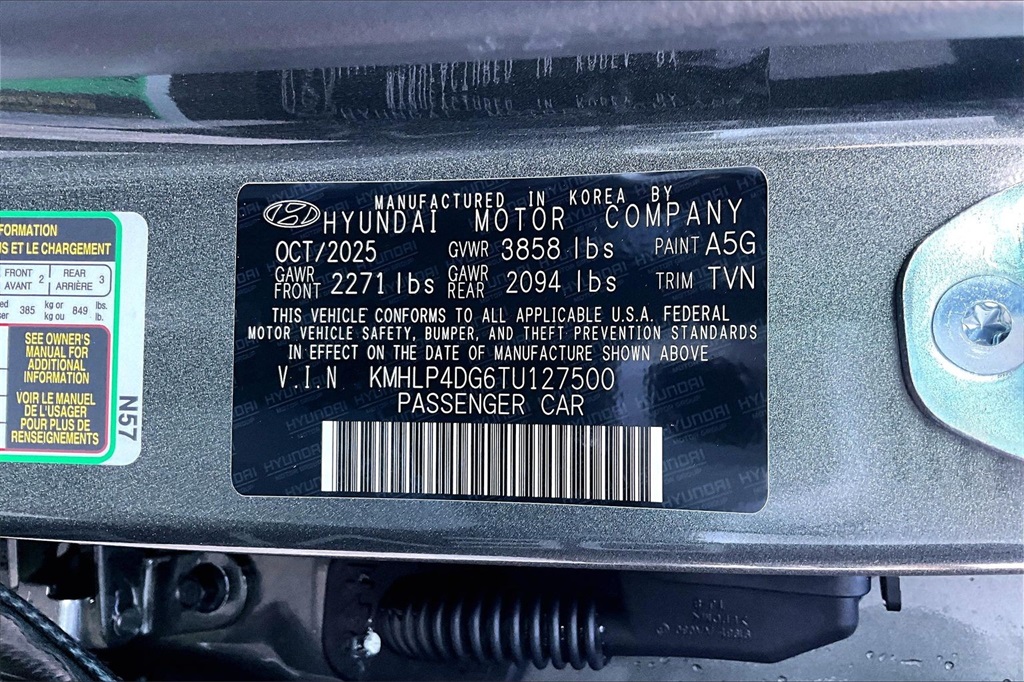 MANUFACTURED IN KOREA BY
HYUNDAI MOTOR COMPANY
OCT/2025 GVWR 3858 lbs PAINT A5G
GAWR FRONT 2271 lbs GAWR REAR 2094 lbs TRIM TVN
THIS VEHICLE CONFORMS TO ALL APPLICABLE U.S.A. FEDERAL
MOTOR VEHICLE SAFETY, BUMPER, AND THEFT PREVENTION STANDARDS
IN EFFECT ON THE DATE OF MANUFACTURE SHOWN ABOVE
V.I.N KMHLP4DG6TU127500
PASSENGER CAR
FRONT 2 REAR 3
AVANT ARRIÈRE
385 kg or 849 lb.
kg ou lbs.
SEE OWNER'S
MANUAL FOR
ADDITIONAL
INFORMATION
VOIR LE MANUEL
DE L'USAGER
POUR PLUS DE
RENSEIGNEMENTS
N57
ET LE CHARGEMENT